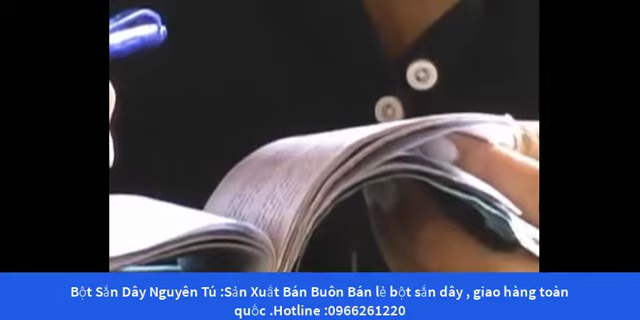 Bột Sắn Dây Nguyên Tú :Sản Xuất Bán Buôn Bán lẻ bột sắn dây , giao hàng toàn
quốc .Hotline :0966261220